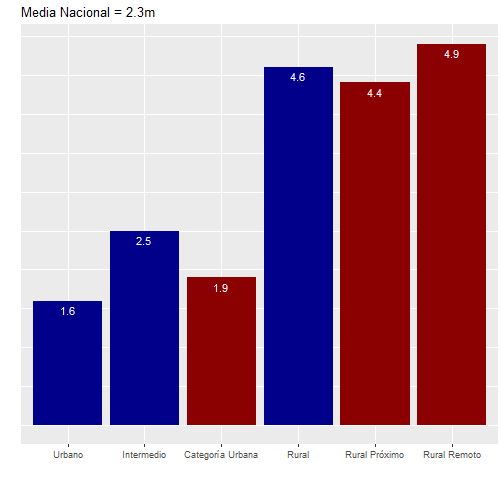 Media Nacional = 2.3m
1.6
2.5
1.9
4.6
4.4
4.9
Urbano
Intermedio
Categoría Urbana
Rural
Rural Próximo
Rural Remoto